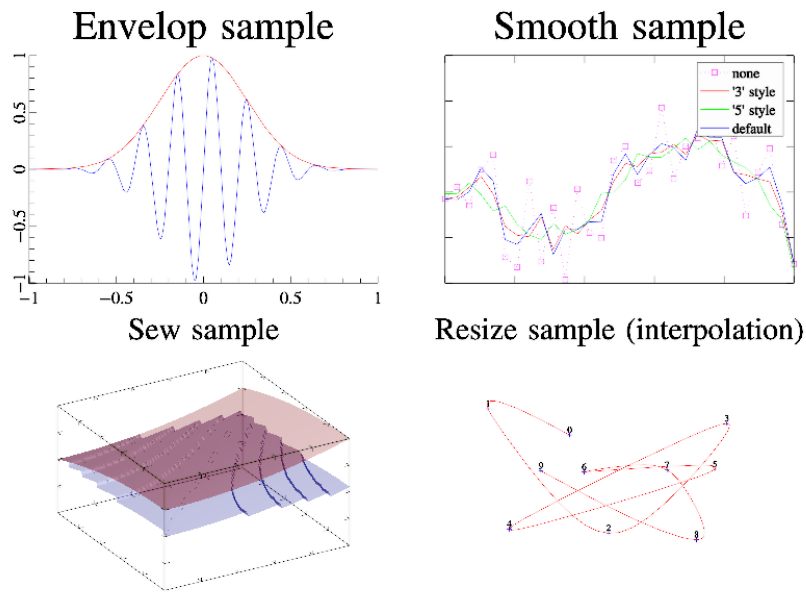 Envelop sample
Smooth sample
1
0.5
0
−0.5
−1
−1
−0.5
0
0.5
1
none
'3' style
'5' style
default
Sew sample
Resize sample (interpolation)
1
3
0
9
6
7
5
4
2
8